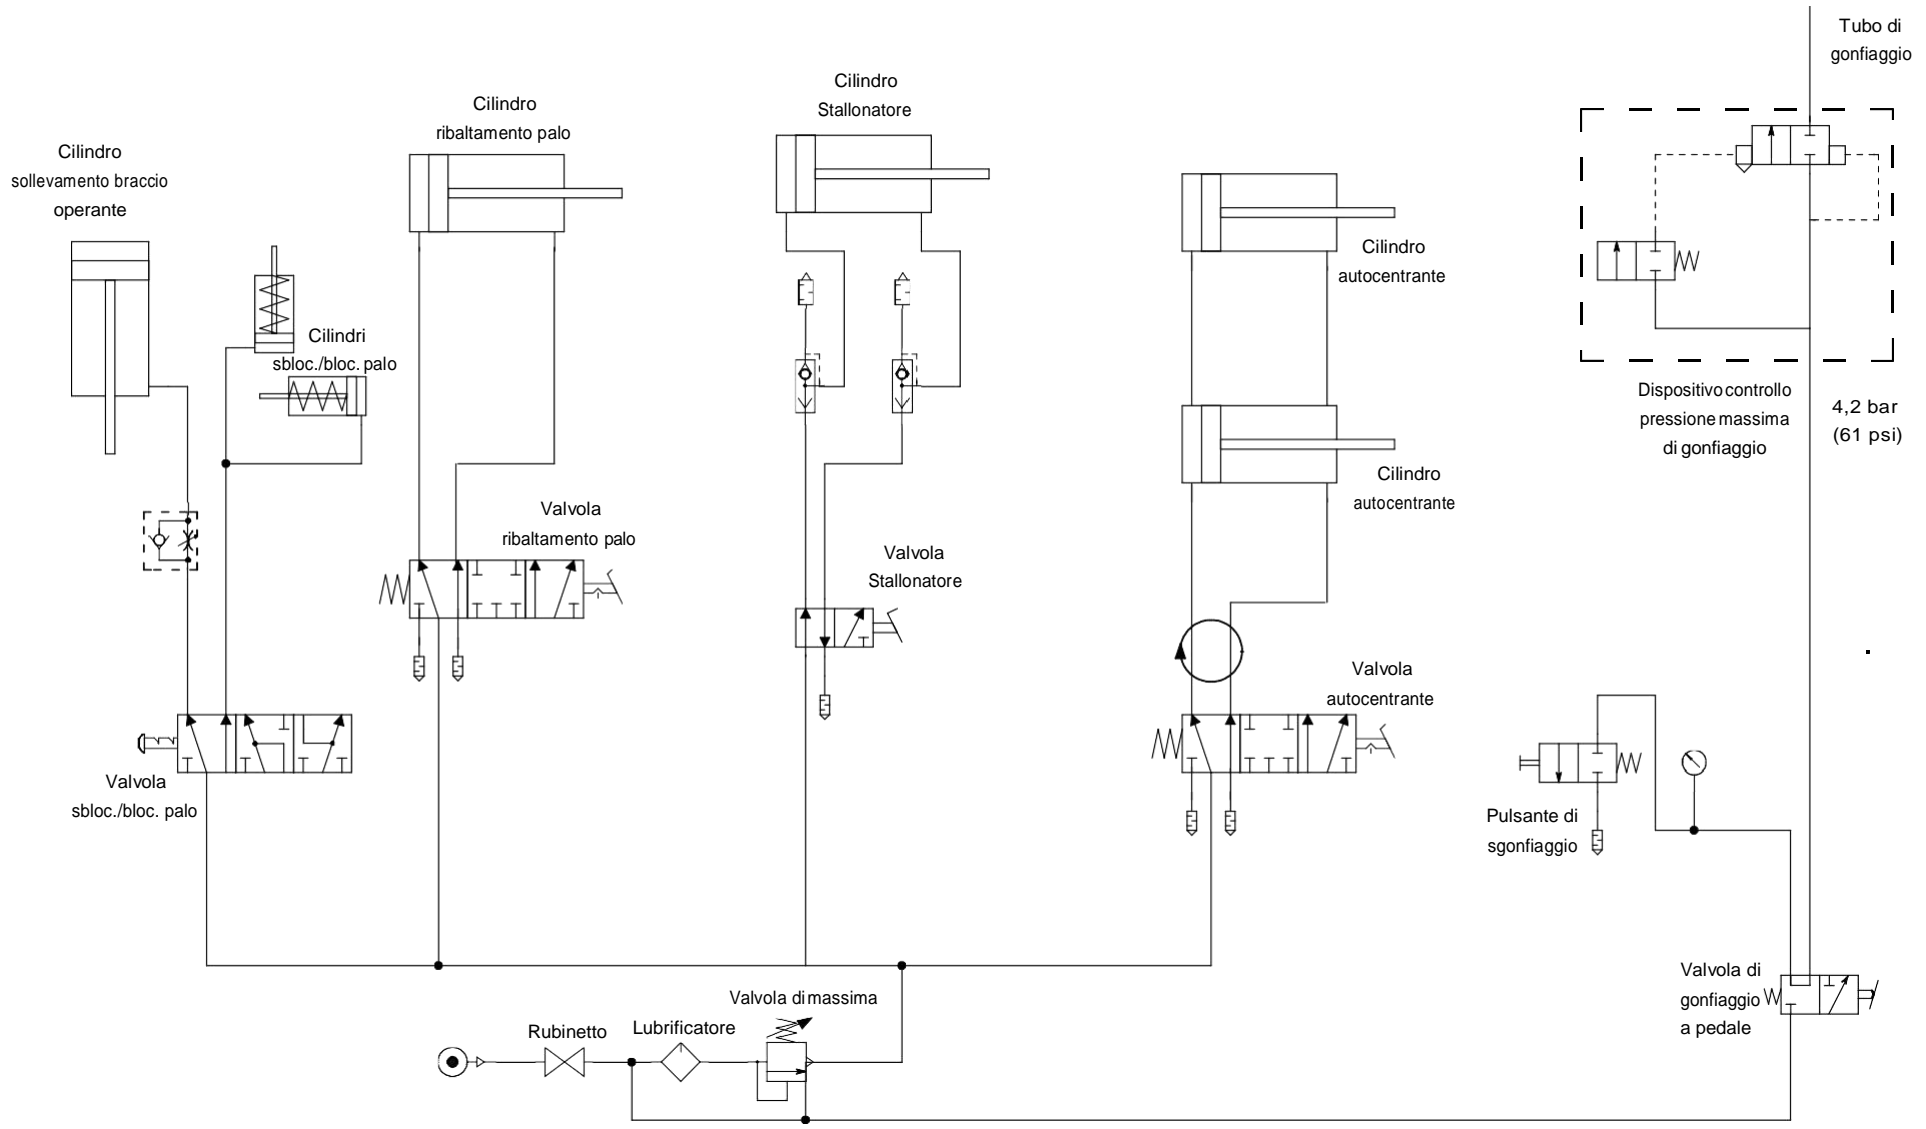 Tubo di
gonfiaggio
Cilindro
Stallonatore
Cilindro
ribaltamento palo
Cilindro
sollevamento braccio
operante
Cilindro
autocentrante
Cilindri
sbloc./bloc. palo
Dispositivo controllo
pressione massima
di gonfiaggio
4,2 bar
(61 psi)
Cilindro
autocentrante
Valvola
ribaltamento palo
Valvola
Stallonatore
Valvola
autocentrante
Valvola
sbloc./bloc. palo
Pulsante di
sgonfiaggio
Valvola di
gonfiaggio
a pedale
Valvola di massima
Rubinetto
Lubrificatore